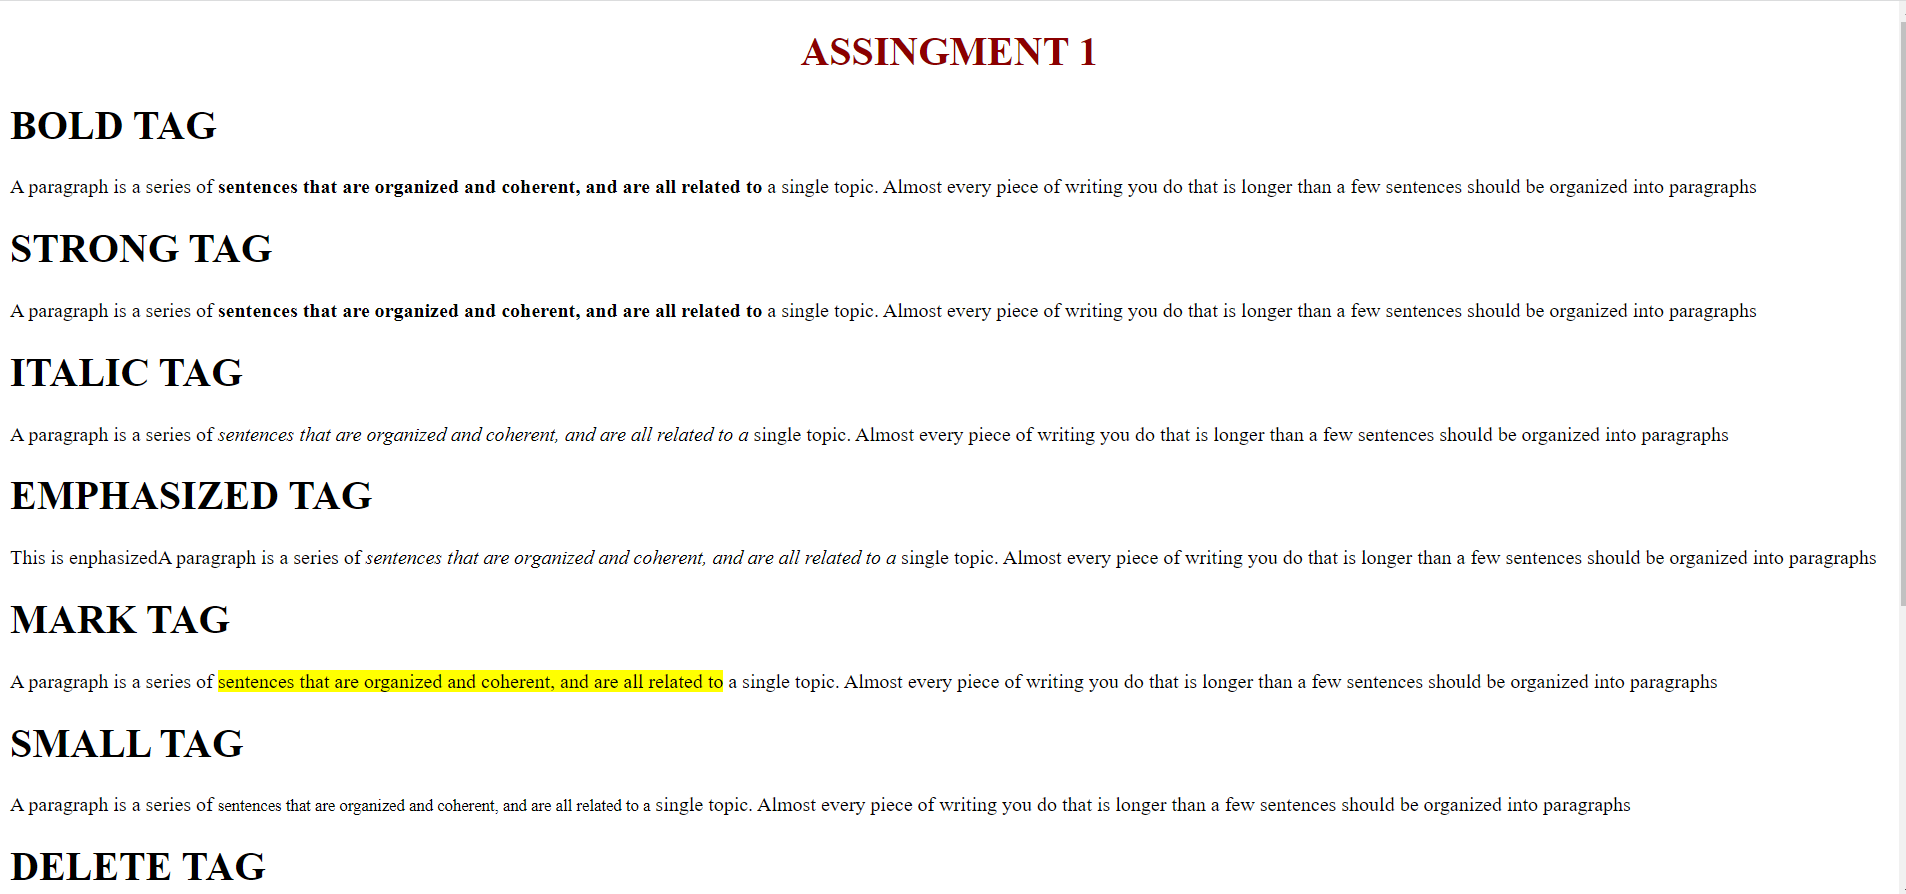 ASSINGMENT 1
BOLD TAG
A paragraph is a series of sentences that are organized and coherent, and are all related to a single topic. Almost every piece of writing you do that is longer than a few sentences should be organized into paragraphs
STRONG TAG
A paragraph is a series of sentences that are organized and coherent, and are all related to a single topic. Almost every piece of writing you do that is longer than a few sentences should be organized into paragraphs
ITALIC TAG
A paragraph is a series of sentences that are organized and coherent, and are all related to a single topic. Almost every piece of writing you do that is longer than a few sentences should be organized into paragraphs
EMPHASIZED TAG
This is enphasizedA paragraph is a series of sentences that are organized and coherent, and are all related to a single topic. Almost every piece of writing you do that is longer than a few sentences should be organized into paragraphs
MARK TAG
A paragraph is a series of sentences that are organized and coherent, and are all related to a single topic. Almost every piece of writing you do that is longer than a few sentences should be organized into paragraphs
SMALL TAG
A paragraph is a series of sentences that are organized and coherent, and are all related to a single topic. Almost every piece of writing you do that is longer than a few sentences should be organized into paragraphs
DELETE TAG